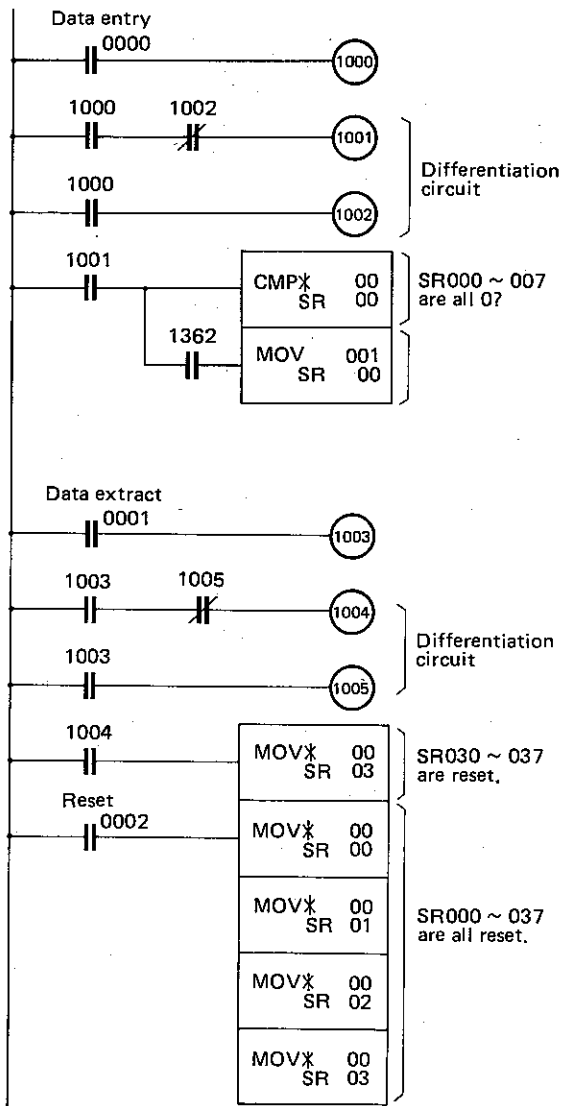 Data entry
0000
1000
1000 1002
1001
Differentiation
circuit
1000
1002
1001
CMP* 00
SR 00
SR000 ~ 007
are all 0?
1362
MOV 001
SR 00
Data extract
0001
1003
1003 1005
1004
Differentiation
circuit
1003
1005
1004
MOV* 00
SR 03
SR030 ~ 037
are reset.
Reset
0002
MOV* 00
SR 00
MOV* 00
SR 01
SR000 ~ 037
are all reset.
MOV* 00
SR 02
MOV* 00
SR 03